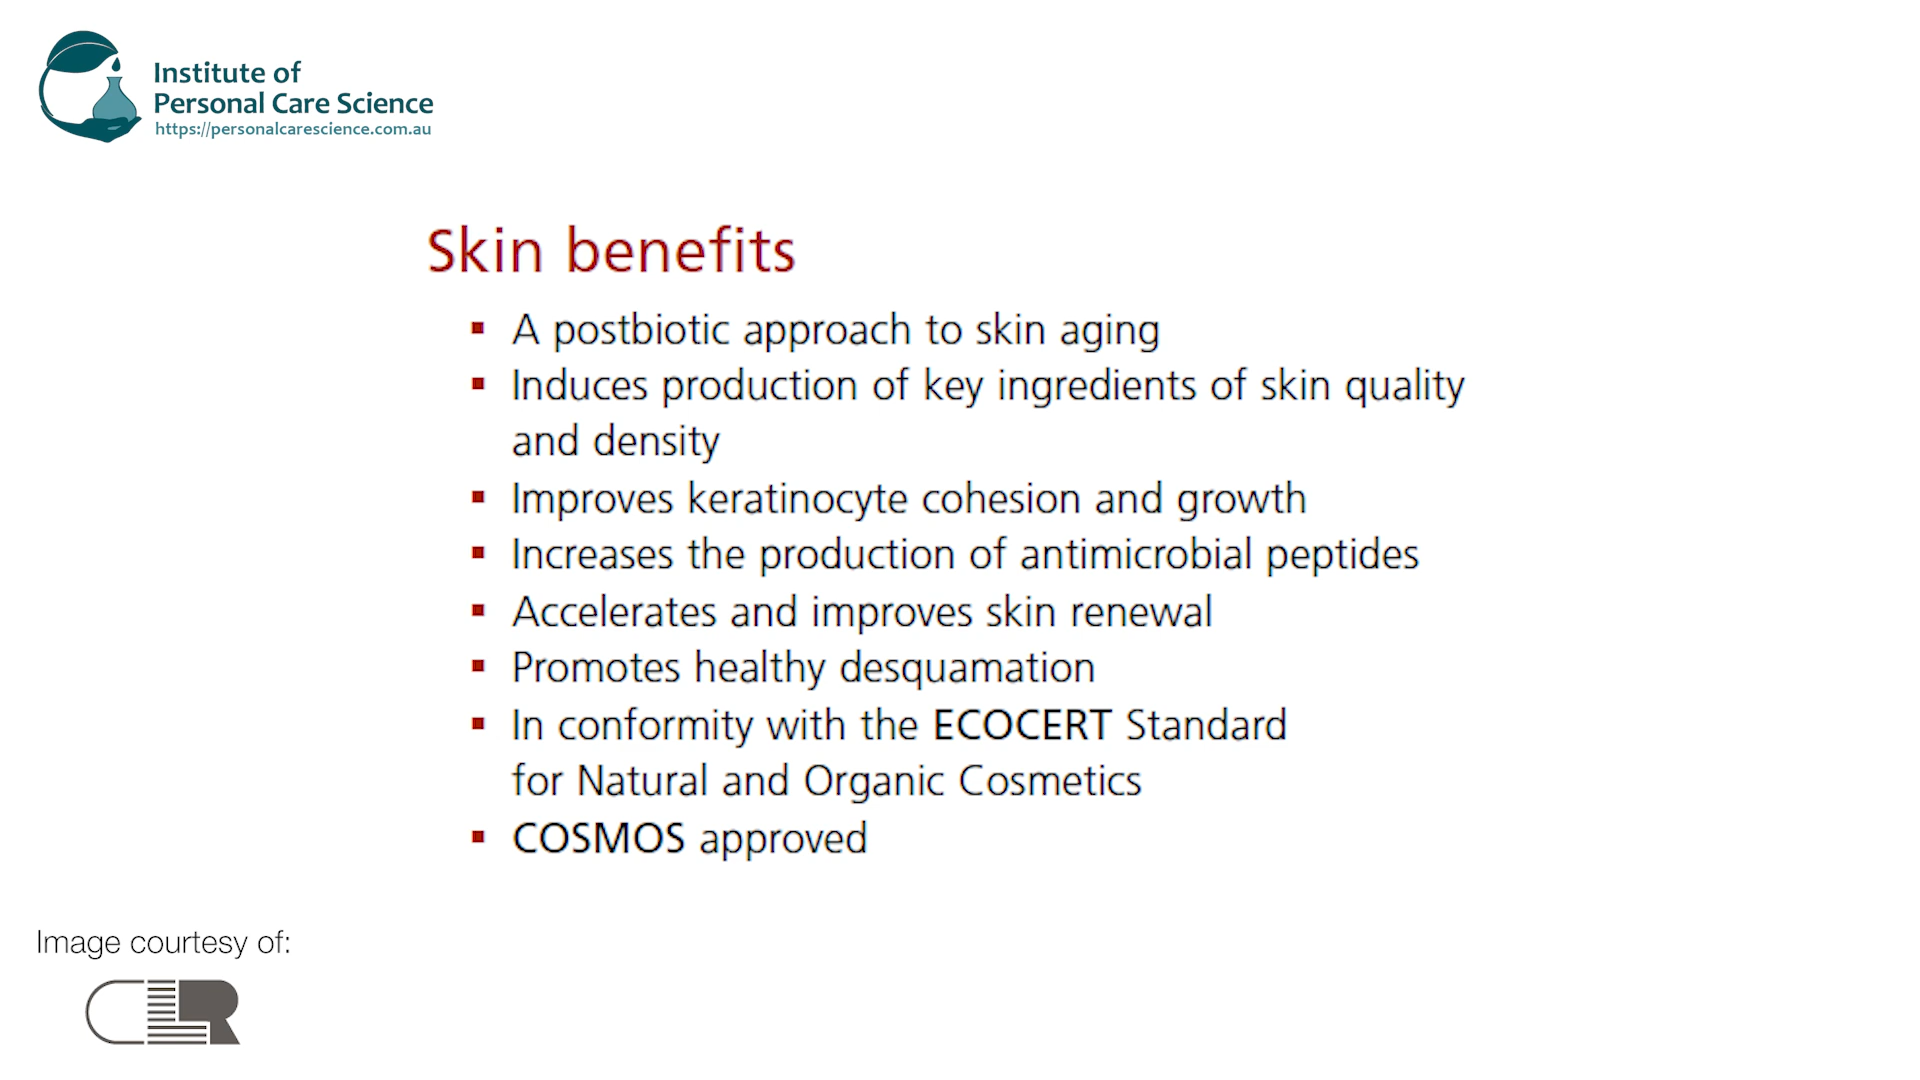 Institute of
Personal Care Science
https://personalcarescience.com.au
Skin benefits
▪ A postbiotic approach to skin aging
▪ Induces production of key ingredients of skin quality
and density
▪ Improves keratinocyte cohesion and growth
▪ Increases the production of antimicrobial peptides
▪ Accelerates and improves skin renewal
▪ Promotes healthy desquamation
▪ In conformity with the ECOCERT Standard
for Natural and Organic Cosmetics
▪ COSMOS approved
Image courtesy of:
CLR